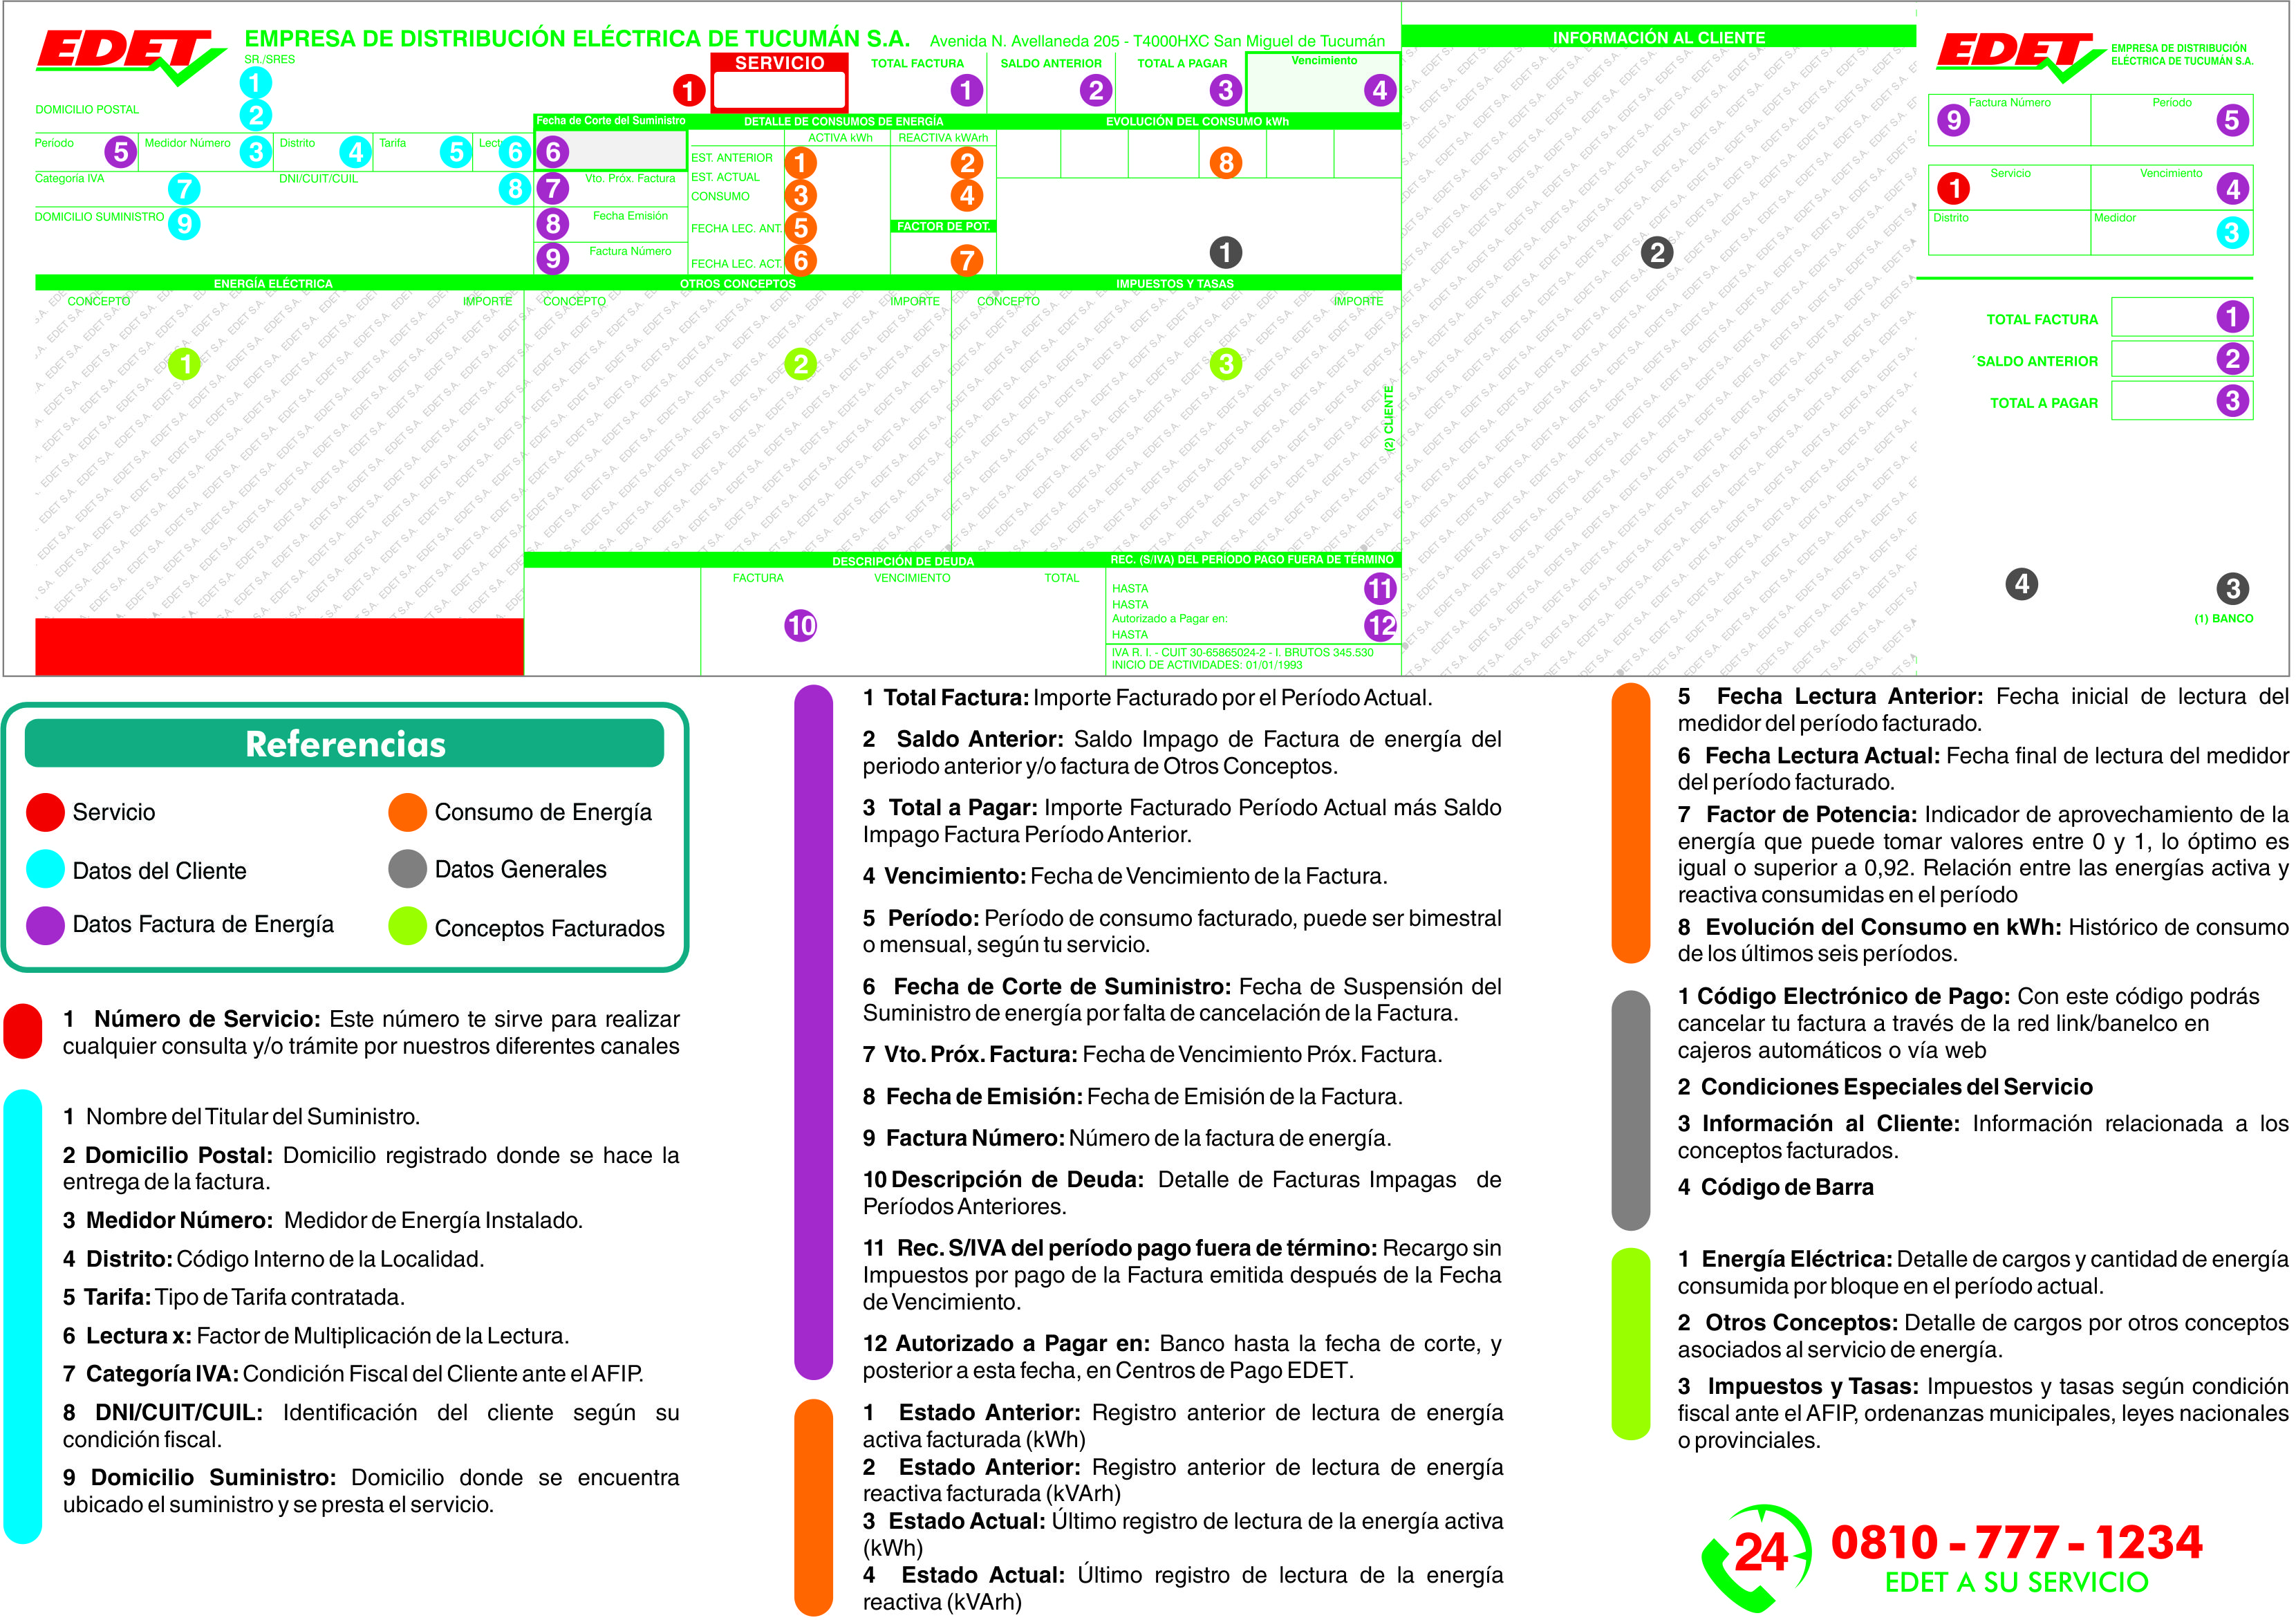 EDET
EMPRESA DE DISTRIBUCIÓN ELÉCTRICA DE TUCUMÁN S.A. Avenida N. Avellaneda 205 - T4000HXC San Miguel de Tucumán
SR./SRES
1
DOMICILIO POSTAL
2
1
SERVICIO
TOTAL FACTURA
1
SALDO ANTERIOR
2
TOTAL A PAGAR
3
Vencimiento
4
Período
5
Medidor Número
3
Distrito
4
Tarifa
5
Lect
6
Categoría IVA
7
DNI/CUIT/CUIL
8
DOMICILIO SUMINISTRO
9
Fecha de Corte del Suministro
6
7
Vto. Próx. Factura
8
Fecha Emisión
9
Factura Número
DETALLE DE CONSUMOS DE ENERGÍA
ACTIVA kWh
REACTIVA kWArh
EST. ANTERIOR
1
2
EST. ACTUAL
CONSUMO
3
4
FECHA LEC. ANT.
5
FACTOR DE POT.
FECHA LEC. ACT.
6
7
EVOLUCIÓN DEL CONSUMO kWh
8
1
ENERGÍA ELÉCTRICA
CONCEPTO
IMPORTE
1
OTROS CONCEPTOS
CONCEPTO
IMPORTE
2
IMPUESTOS Y TASAS
CONCEPTO
IMPORTE
3
(2) CLIENTE
DESCRIPCIÓN DE DEUDA
FACTURA
VENCIMIENTO
TOTAL
10
REC. (S/IVA) DEL PERÍODO PAGO FUERA DE TÉRMINO
HASTA
11
HASTA
Autorizado a Pagar en:
12
HASTA
IVA R. I. - CUIT 30-65865024-2 - I. BRUTOS 345.530
INICIO DE ACTIVIDADES: 01/01/1993
INFORMACIÓN AL CLIENTE
EDET S.A.
2
EDET
EMPRESA DE DISTRIBUCIÓN
ELÉCTRICA DE TUCUMÁN S.A.
Factura Número
9
Período
5
Servicio
1
Vencimiento
4
Distrito
Medidor
3
TOTAL FACTURA
1
SALDO ANTERIOR
2
TOTAL A PAGAR
3
4
3
(1) BANCO
Referencias
Servicio
Datos del Cliente
Datos Factura de Energía
Consumo de Energía
Datos Generales
Conceptos Facturados
1 Número de Servicio: Este número te sirve para realizar
cualquier consulta y/o trámite por nuestros diferentes canales
1 Nombre del Titular del Suministro.
2 Domicilio Postal: Domicilio registrado donde se hace la
entrega de la factura.
3 Medidor Número: Medidor de Energía Instalado.
4 Distrito: Código Interno de la Localidad.
5 Tarifa: Tipo de Tarifa contratada.
6 Lectura x: Factor de Multiplicación de la Lectura.
7 Categoría IVA: Condición Fiscal del Cliente ante el AFIP.
8 DNI/CUIT/CUIL: Identificación del cliente según su
condición fiscal.
9 Domicilio Suministro: Domicilio donde se encuentra
ubicado el suministro y se presta el servicio.
1 Total Factura: Importe Facturado por el Período Actual.
2 Saldo Anterior: Saldo Impago de Factura de energía del
periodo anterior y/o factura de Otros Conceptos.
3 Total a Pagar: Importe Facturado Período Actual más Saldo
Impago Factura Período Anterior.
4 Vencimiento: Fecha de Vencimiento de la Factura.
5 Período: Período de consumo facturado, puede ser bimestral
o mensual, según tu servicio.
6 Fecha de Corte de Suministro: Fecha de Suspensión del
Suministro de energía por falta de cancelación de la Factura.
7 Vto. Próx. Factura: Fecha de Vencimiento Próx. Factura.
8 Fecha de Emisión: Fecha de Emisión de la Factura.
9 Factura Número: Número de la factura de energía.
10 Descripción de Deuda: Detalle de Facturas Impagas de
Períodos Anteriores.
11 Rec. S/IVA del período pago fuera de término: Recargo sin
Impuestos por pago de la Factura emitida después de la Fecha
de Vencimiento.
12 Autorizado a Pagar en: Banco hasta la fecha de corte, y
posterior a esta fecha, en Centros de Pago EDET.
1 Estado Anterior: Registro anterior de lectura de energía
activa facturada (kWh)
2 Estado Anterior: Registro anterior de lectura de energía
reactiva facturada (kVArh)
3 Estado Actual: Último registro de lectura de la energía activa
(kWh)
4 Estado Actual: Último registro de lectura de la energía
reactiva (kVArh)
5 Fecha Lectura Anterior: Fecha inicial de lectura del
medidor del período facturado.
6 Fecha Lectura Actual: Fecha final de lectura del medidor
del período facturado.
7 Factor de Potencia: Indicador de aprovechamiento de la
energía que puede tomar valores entre 0 y 1, lo óptimo es
igual o superior a 0,92. Relación entre las energías activa y
reactiva consumidas en el período
8 Evolución del Consumo en kWh: Histórico de consumo
de los últimos seis períodos.
1 Código Electrónico de Pago: Con este código podrás
cancelar tu factura a través de la red link/banelco en
cajeros automáticos o vía web
2 Condiciones Especiales del Servicio
3 Información al Cliente: Información relacionada a los
conceptos facturados.
4 Código de Barra
1 Energía Eléctrica: Detalle de cargos y cantidad de energía
consumida por bloque en el período actual.
2 Otros Conceptos: Detalle de cargos por otros conceptos
asociados al servicio de energía.
3 Impuestos y Tasas: Impuestos y tasas según condición
fiscal ante el AFIP, ordenanzas municipales, leyes nacionales
o provinciales.
24
0810 - 777 - 1234
EDET A SU SERVICIO